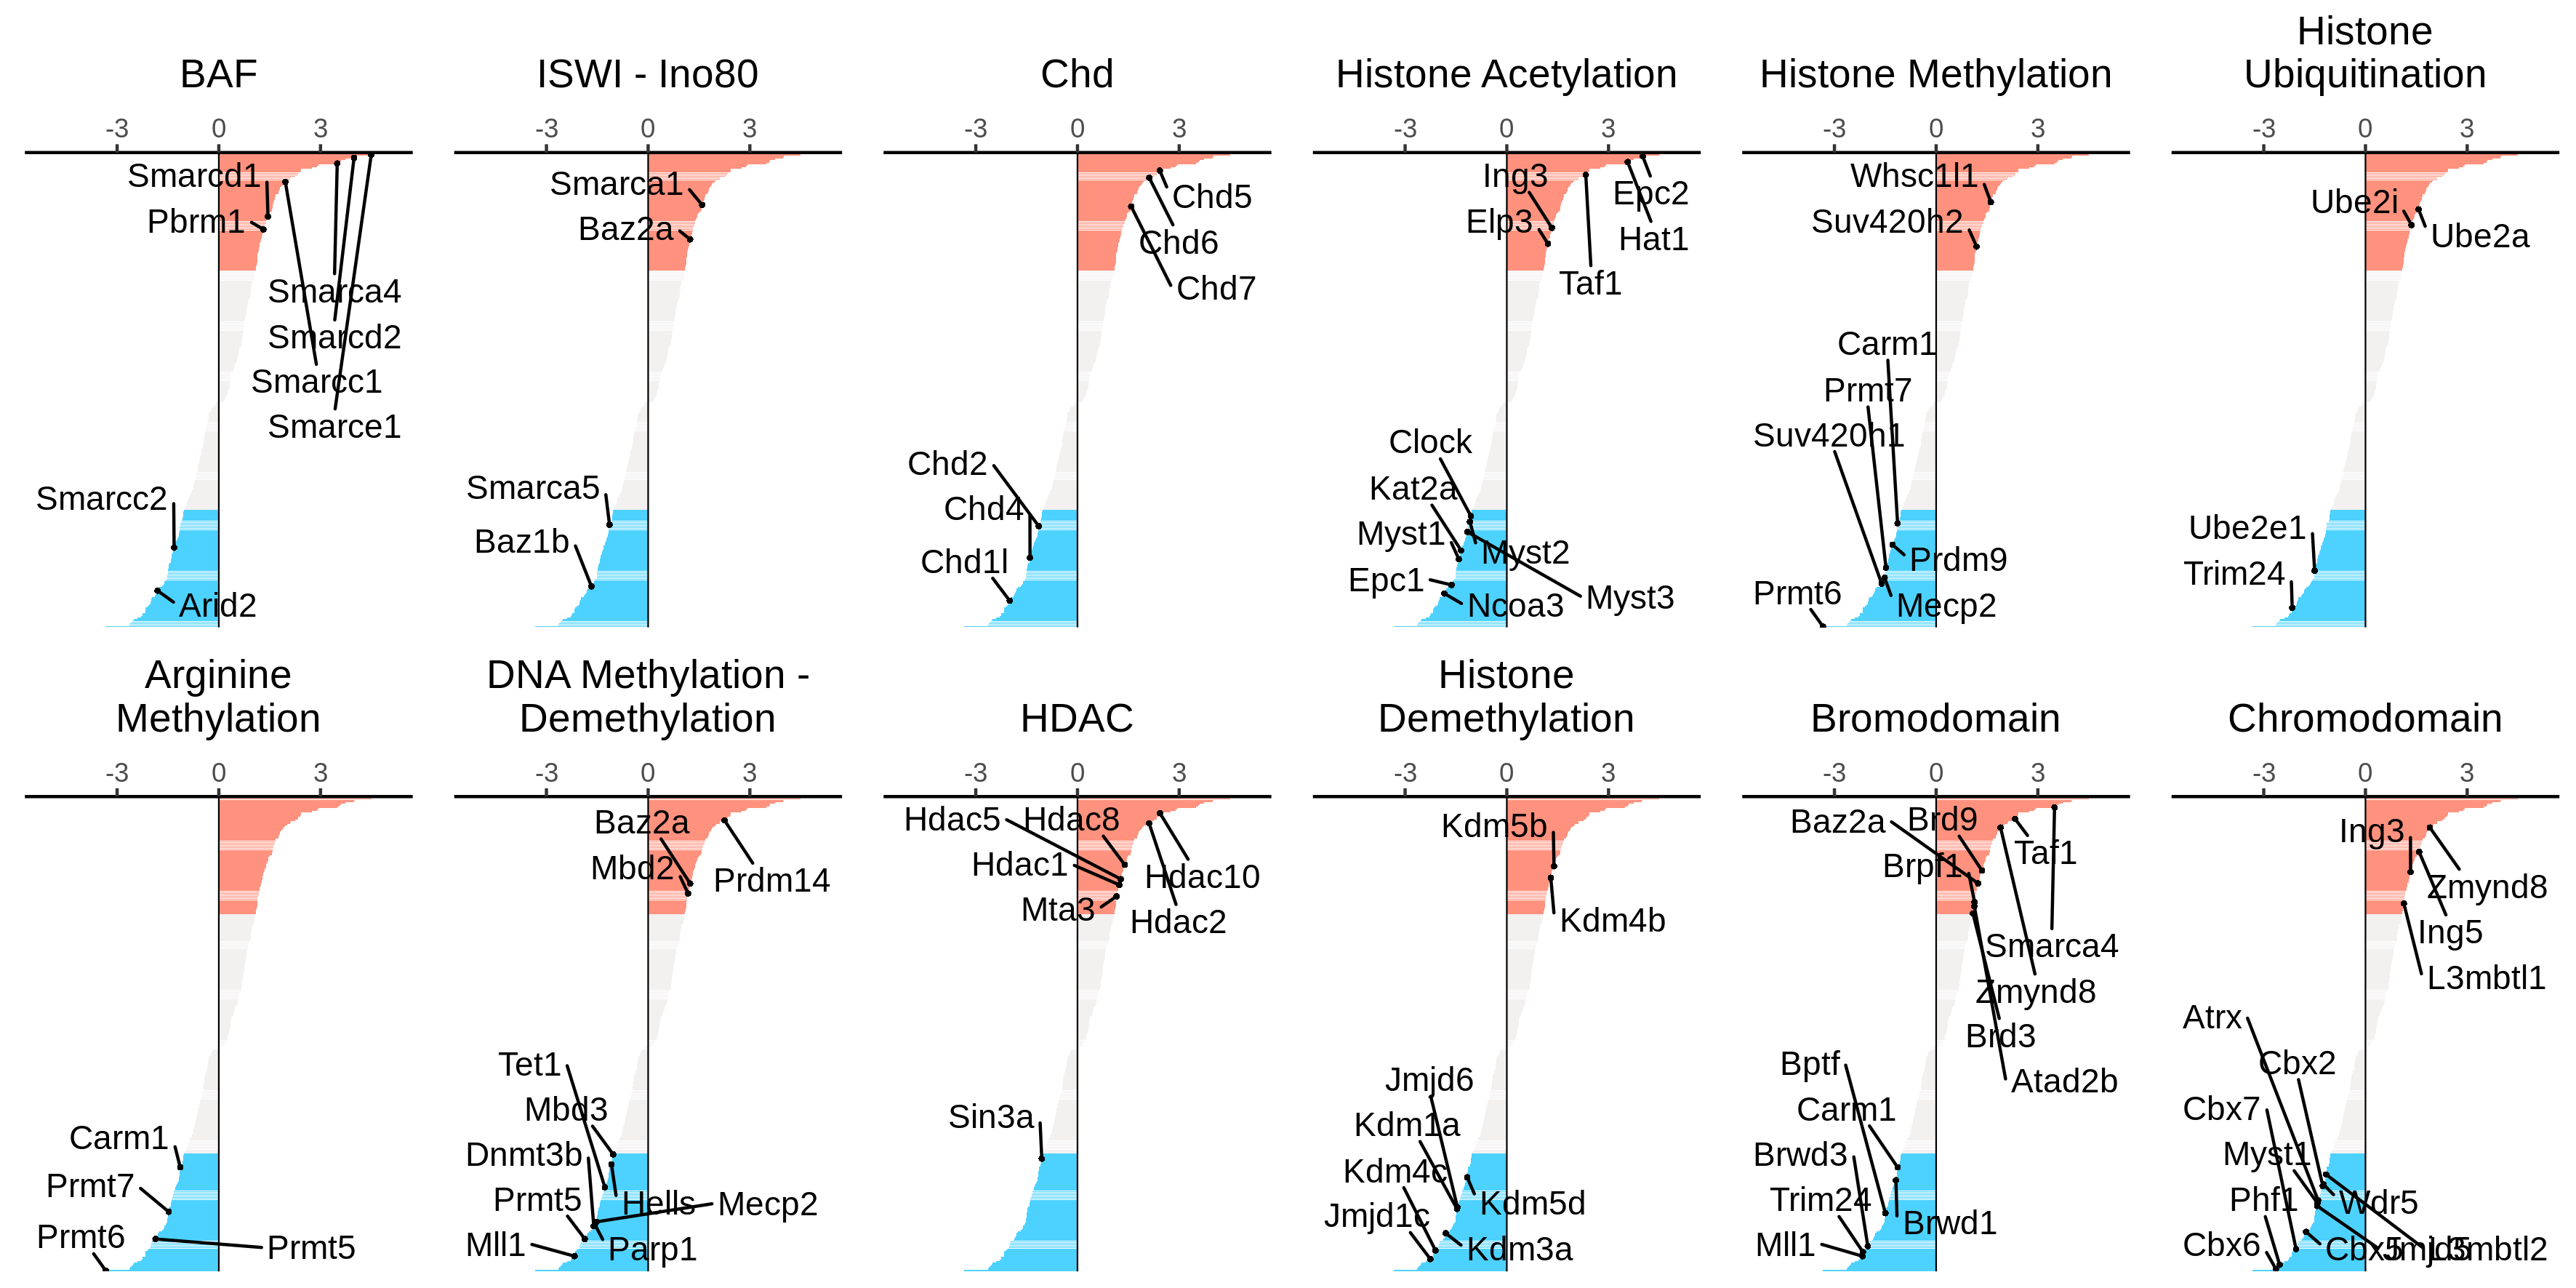 BAF
-3 0 3
Smarcd1
Pbrm1
Smarca4
Smarcd2
Smarcc1
Smarce1
Smarcc2
Arid2
ISWI - Ino80
-3 0 3
Smarca1
Baz2a
Smarca5
Baz1b
Chd
-3 0 3
Chd5
Chd6
Chd7
Chd2
Chd4
Chd1l
Histone Acetylation
-3 0 3
Ing3
Epc2
Elp3
Hat1
Taf1
Clock
Kat2a
Myst1
Myst2
Epc1
Myst3
Ncoa3
Histone Methylation
-3 0 3
Whsc1l1
Suv420h2
Carm1
Prmt7
Suv420h1
Prdm9
Prmt6
Mecp2
Histone
Ubiquitination
-3 0 3
Ube2i
Ube2a
Ube2e1
Trim24
Arginine
Methylation
-3 0 3
Carm1
Prmt7
Prmt6
Prmt5
DNA Methylation -
Demethylation
-3 0 3
Baz2a
Mbd2
Prdm14
Tet1
Mbd3
Dnmt3b
Prmt5
Hells
Mecp2
Mll1
Parp1
HDAC
-3 0 3
Hdac5
Hdac8
Hdac1
Hdac10
Mta3
Hdac2
Sin3a
Histone
Demethylation
-3 0 3
Kdm5b
Kdm4b
Jmjd6
Kdm1a
Kdm4c
Kdm5d
Jmjd1c
Kdm3a
Bromodomain
-3 0 3
Baz2a
Brd9
Taf1
Brpf1
Smarca4
Zmynd8
Brd3
Atad2b
Bptf
Carm1
Brwd3
Trim24
Brwd1
Mll1
Chromodomain
-3 0 3
Ing3
Zmynd8
Ing5
L3mbtl1
Atrx
Cbx2
Cbx7
Myst1
Phf1
Wdr5
Cbx6
Cbx5
Jmjd5
L3mbtl2